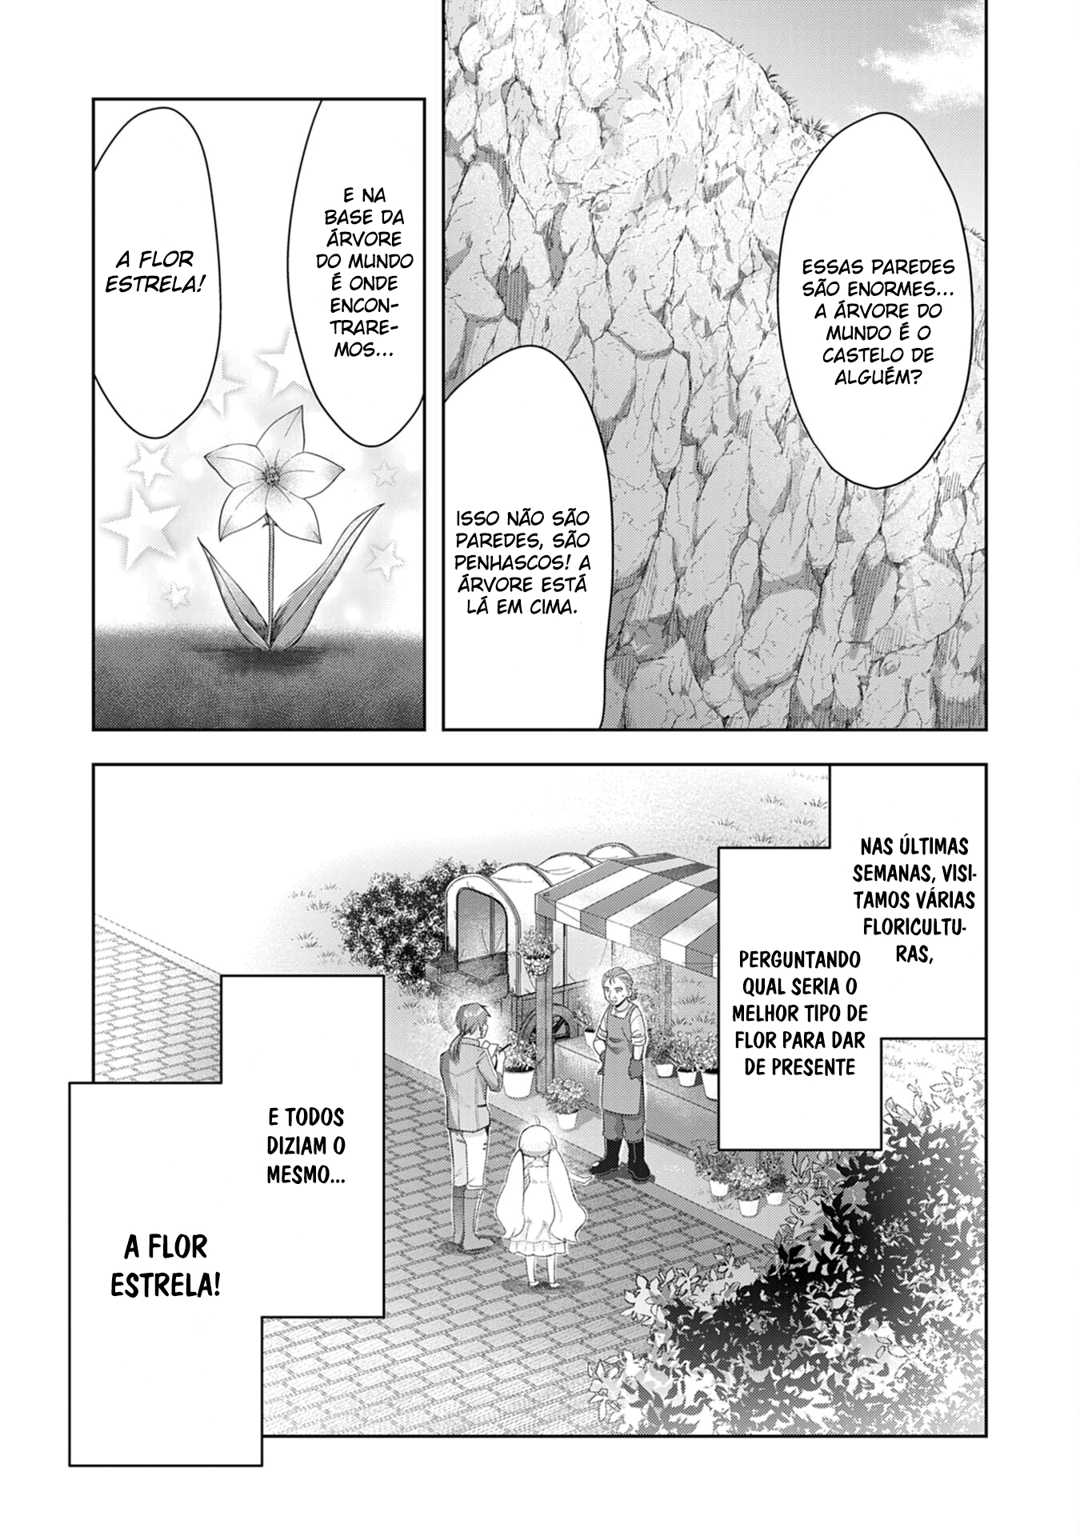 ESSAS PAREDES
SÃO ENORMES...
A ÁRVORE DO
MUNDO É O
CASTELO DE
ALGUÉM?
ISSO NÃO SÃO
PAREDES, SÃO
PENHASCOS! A
ÁRVORE ESTÁ
LÁ EM CIMA.
E NA
BASE DA
ÁRVORE
DO MUNDO
É ONDE
ENCON-
TRARE-
MOS...
A FLOR
ESTRELA!
NAS ÚLTIMAS
SEMANAS, VISI-
TAMOS VÁRIAS
FLORICULTU-
RAS,
PERGUNTANDO
QUAL SERIA O
MELHOR TIPO DE
FLOR PARA DAR
DE PRESENTE
E TODOS
DIZIAM O
MESMO...
A FLOR
ESTRELA!